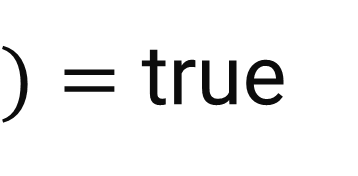 ) = true